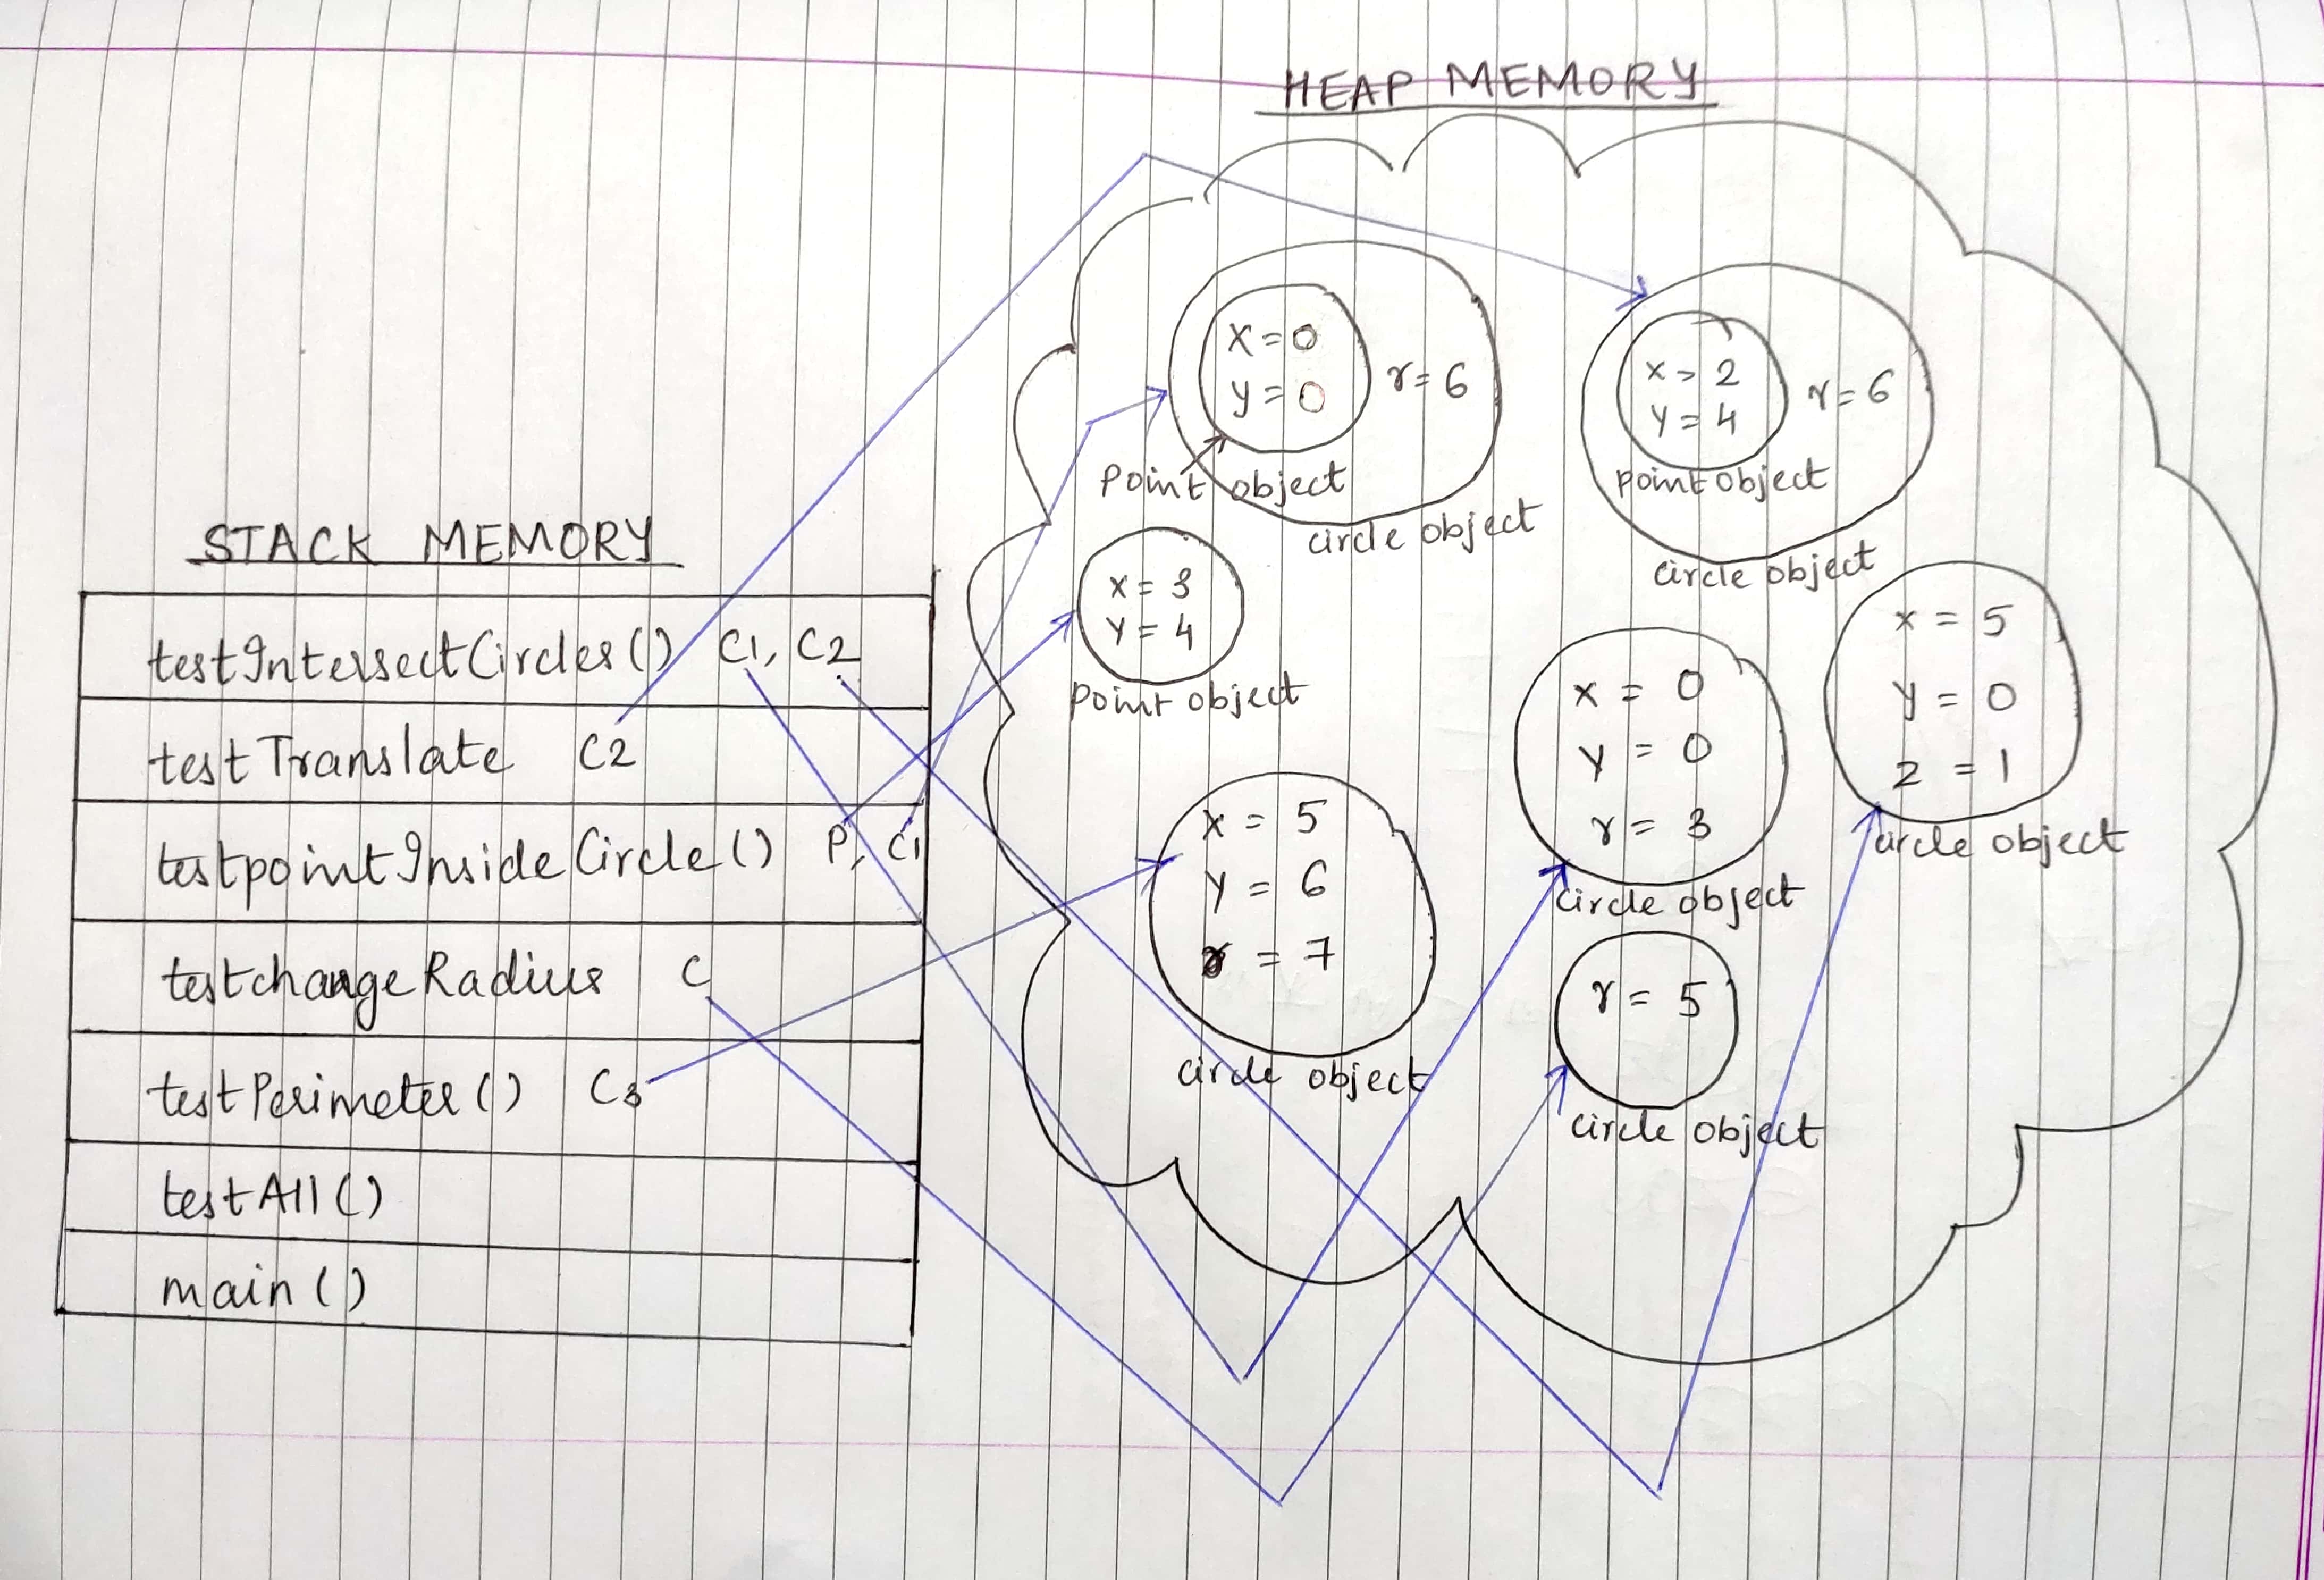 HEAP MEMORY
x = 0
y = 0
r = 6
Point object
circle object
x = 2
y = 4
r = 6
point object
circle object
x = 3
y = 4
point object
x = 5
y = 0
z = 1
circle object
x = 0
y = 0
r = 3
circle object
x = 5
y = 6
r = 7
circle object
r = 5
circle object
STACK MEMORY
testIntersectCircles() C1, C2
testTranslate C2
testpointInsideCircle() P, C1
testchangeRadius C
testPerimeter() C3
testAll()
main()